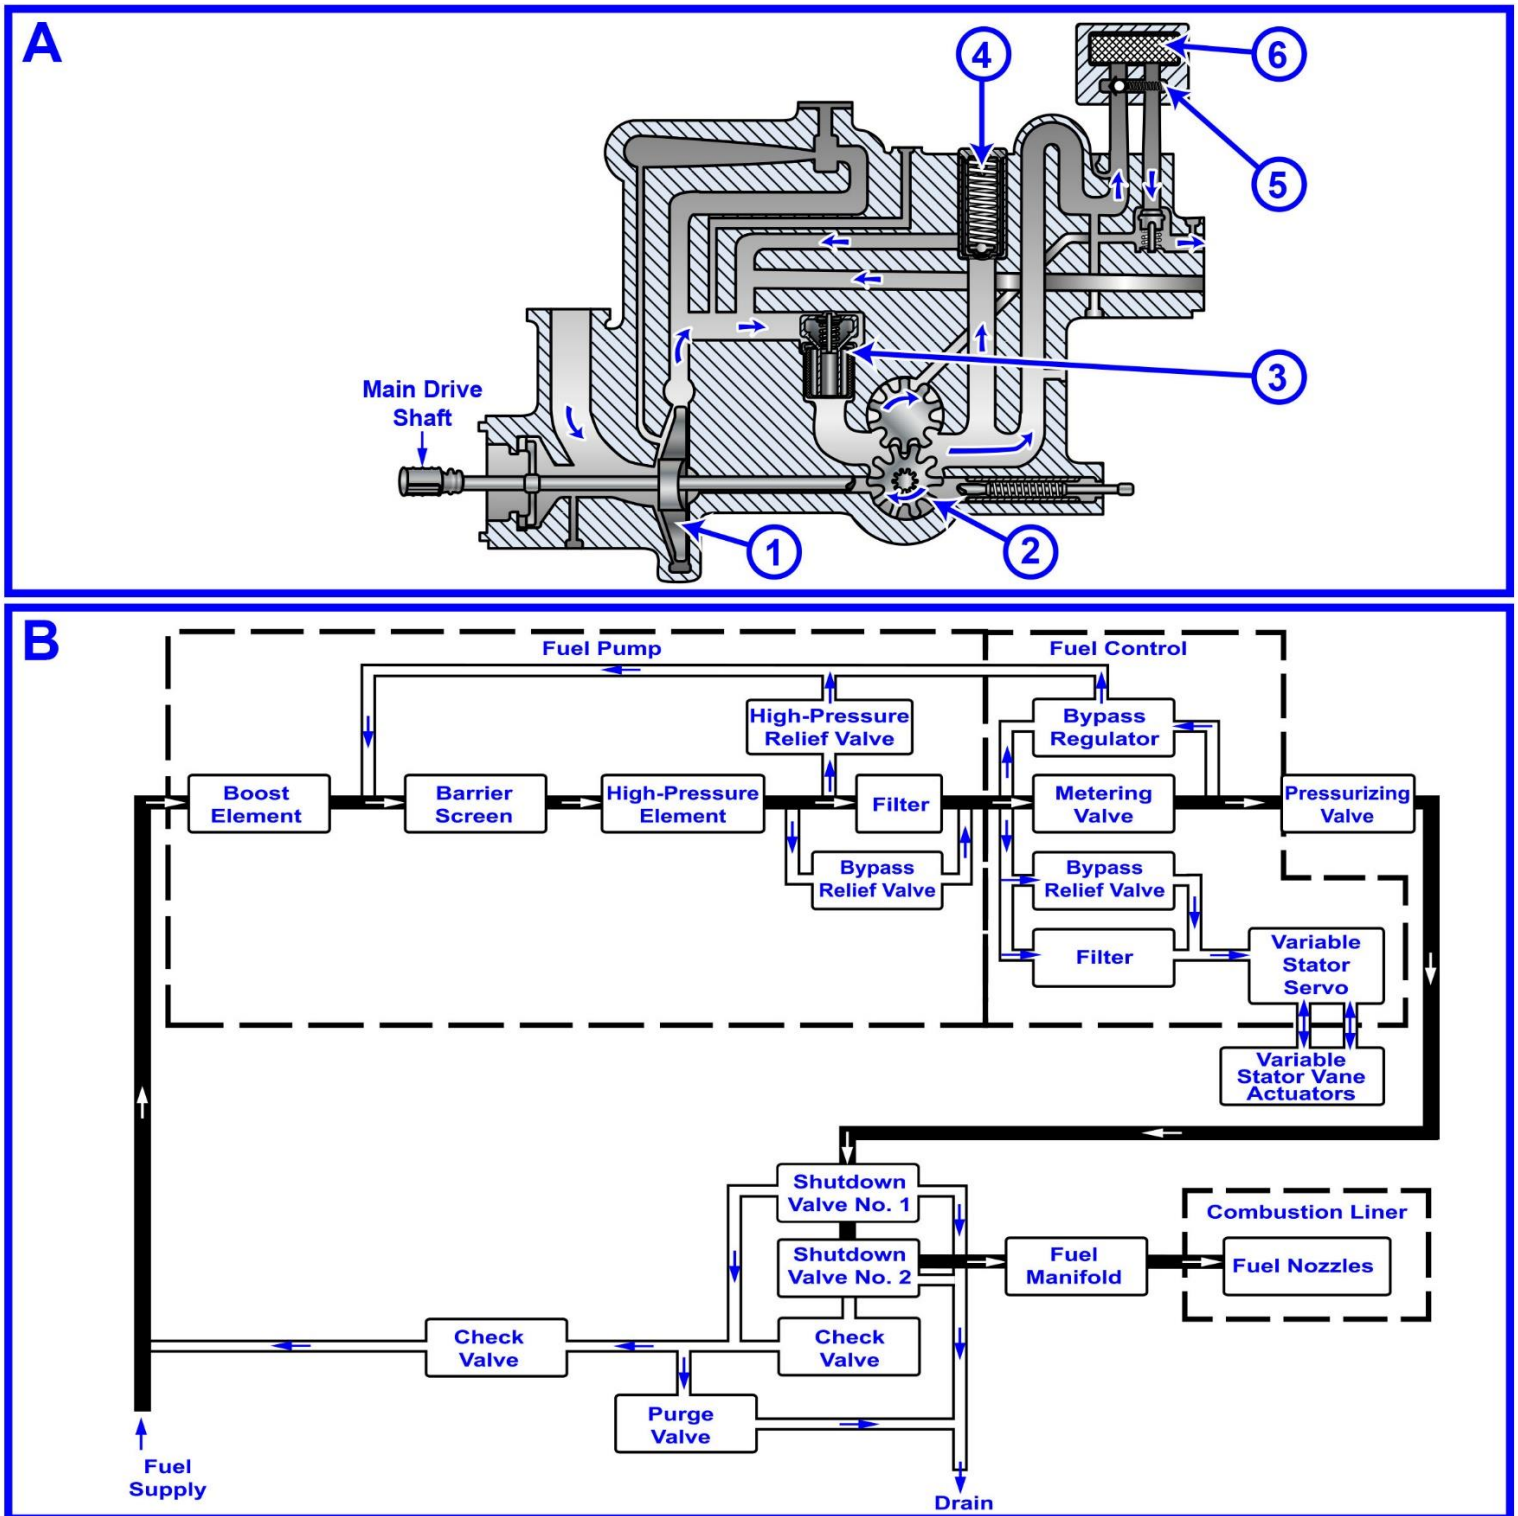 A
4
6
5
3
Main Drive
Shaft
1
2
B
Fuel Pump
Fuel Control
High-Pressure
Relief Valve
Bypass
Regulator
Boost
Element
Barrier
Screen
High-Pressure
Element
Filter
Metering
Valve
Pressurizing
Valve
Bypass
Relief Valve
Bypass
Relief Valve
Filter
Variable
Stator
Servo
Variable
Stator Vane
Actuators
Shutdown
Valve No. 1
Combustion Liner
Shutdown
Valve No. 2
Fuel
Manifold
Fuel Nozzles
Check
Valve
Check
Valve
Purge
Valve
Fuel
Supply
Drain